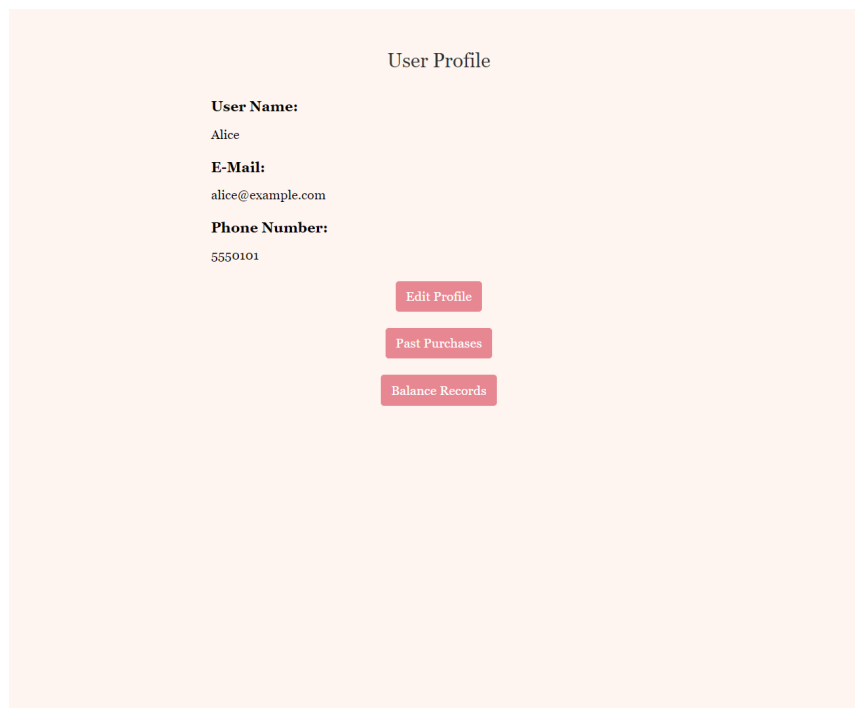 User Profile
User Name:
Alice
E-Mail:
alice@example.com
Phone Number:
5550101
Edit Profile
Past Purchases
Balance Records